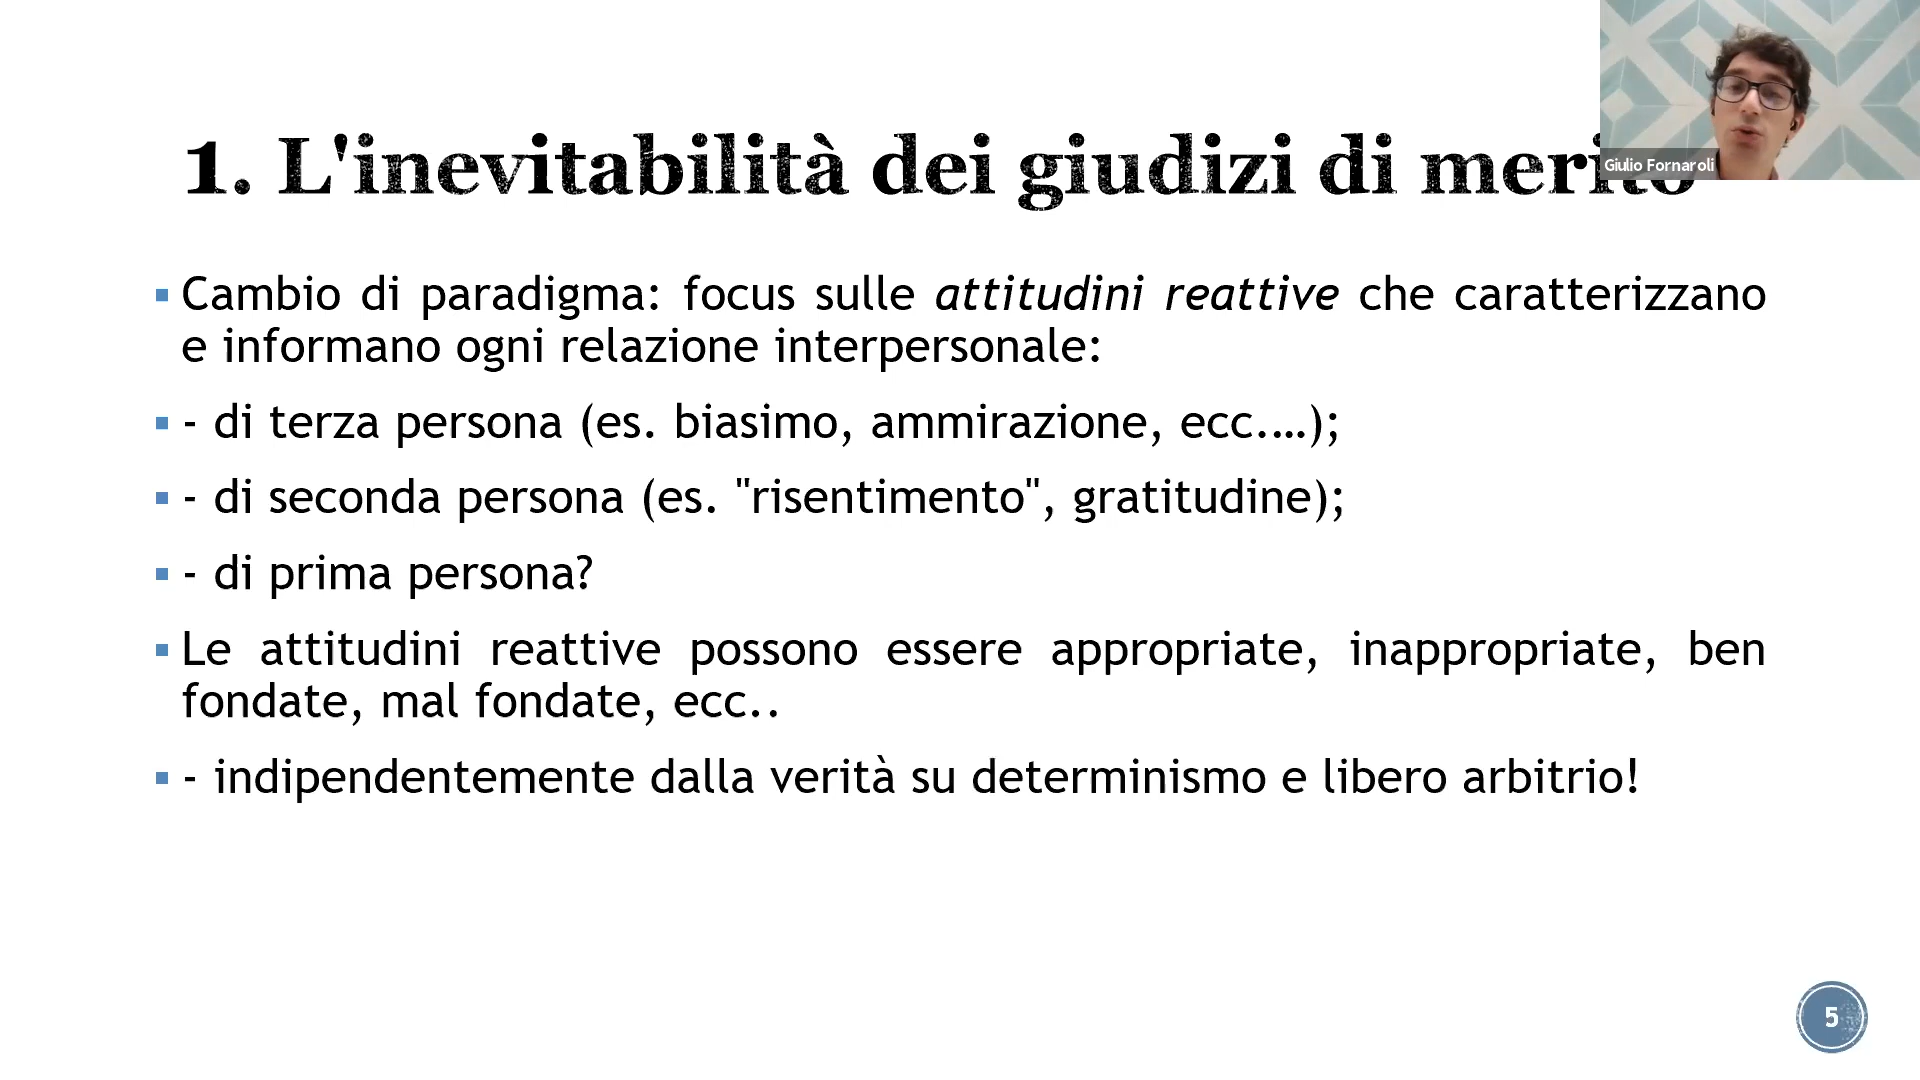 1. L'inevitabilità dei giudizi di merito
Giulio Fornaroli
Cambio di paradigma: focus sulle attitudini reattive che caratterizzano
e informano ogni relazione interpersonale:
- di terza persona (es. biasimo, ammirazione, ecc.…);
- di seconda persona (es. "risentimento", gratitudine);
- di prima persona?
Le attitudini reattive possono essere appropriate, inappropriate, ben
fondate, mal fondate, ecc..
- indipendentemente dalla verità su determinismo e libero arbitrio!
5